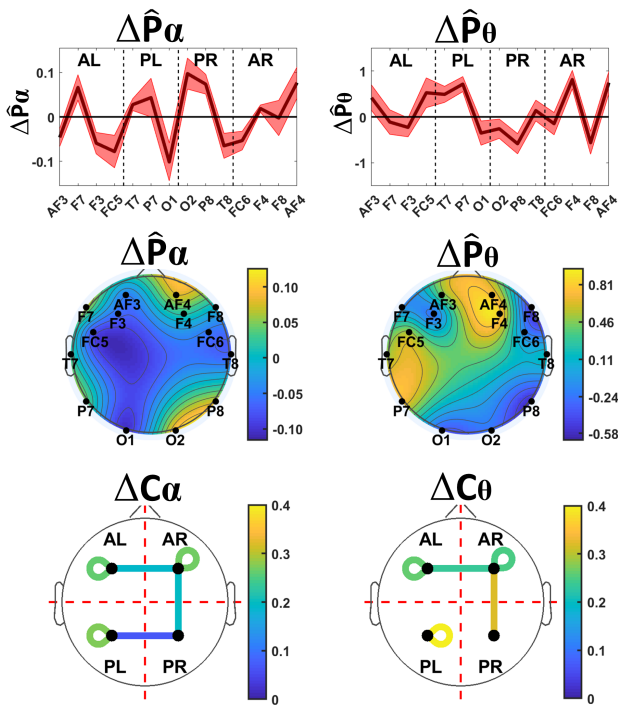 ΔP̂α
ΔP̂θ
AL PL PR AR
AL PL PR AR
ΔP̂α
0.1
0
-0.1
ΔP̂θ
1
0
-1
AF3 F7 F3 FC5 T7 P7 O1 O2 P8 T8 FC6 F4 F8 AF4
AF3 F7 F3 FC5 T7 P7 O1 O2 P8 T8 FC6 F4 F8 AF4
ΔP̂α
ΔP̂θ
AF3 AF4
F7 F3 F4 F8
FC5 FC6
T7 T8
P7 P8
O1 O2
0.10
0.05
0
-0.05
-0.10
AF3 AF4
F7 F3 F4 F8
FC5 FC6
T7 T8
P7 P8
O1 O2
0.81
0.46
0.11
-0.24
-0.58
ΔCα
ΔCθ
AL AR
PL PR
0.4
0.3
0.2
0.1
0
AL AR
PL PR
0.4
0.3
0.2
0.1
0